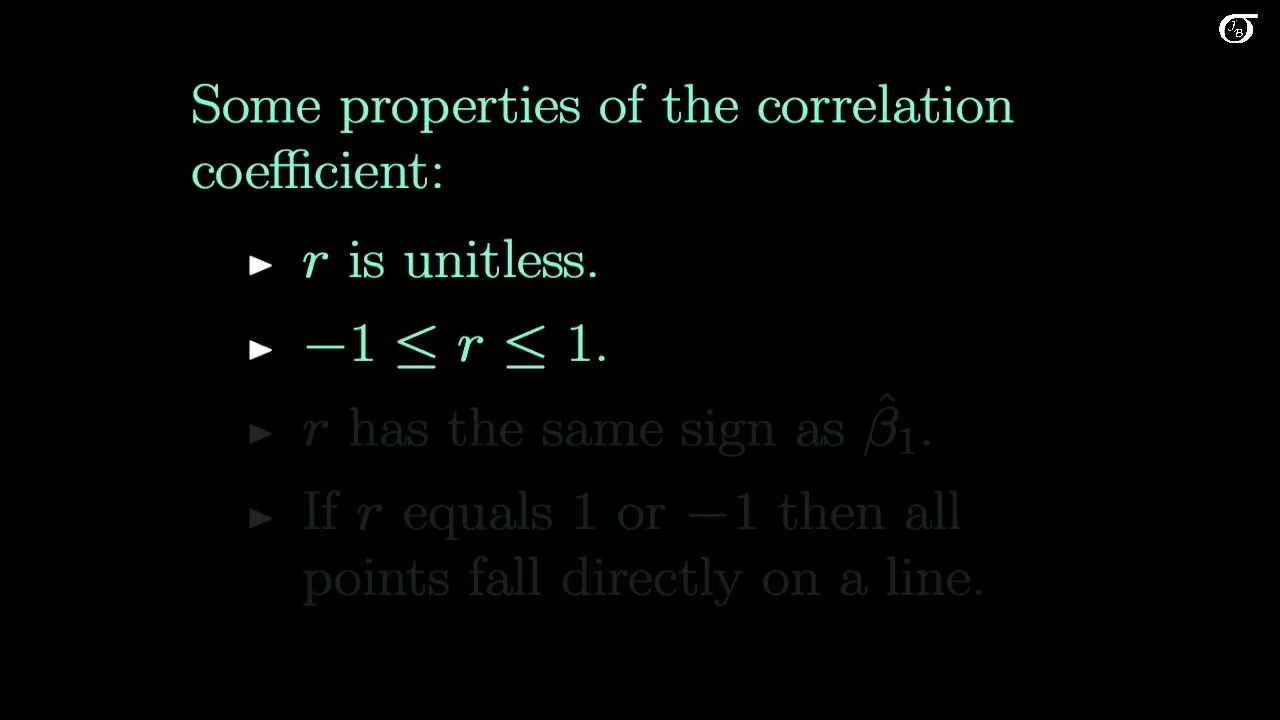 Some properties of the correlation
coefficient:
► r is unitless.
► −1 ≤ r ≤ 1.
► r has the same sign as β̂₁.
► If r equals 1 or −1 then all
points fall directly on a line.
JB